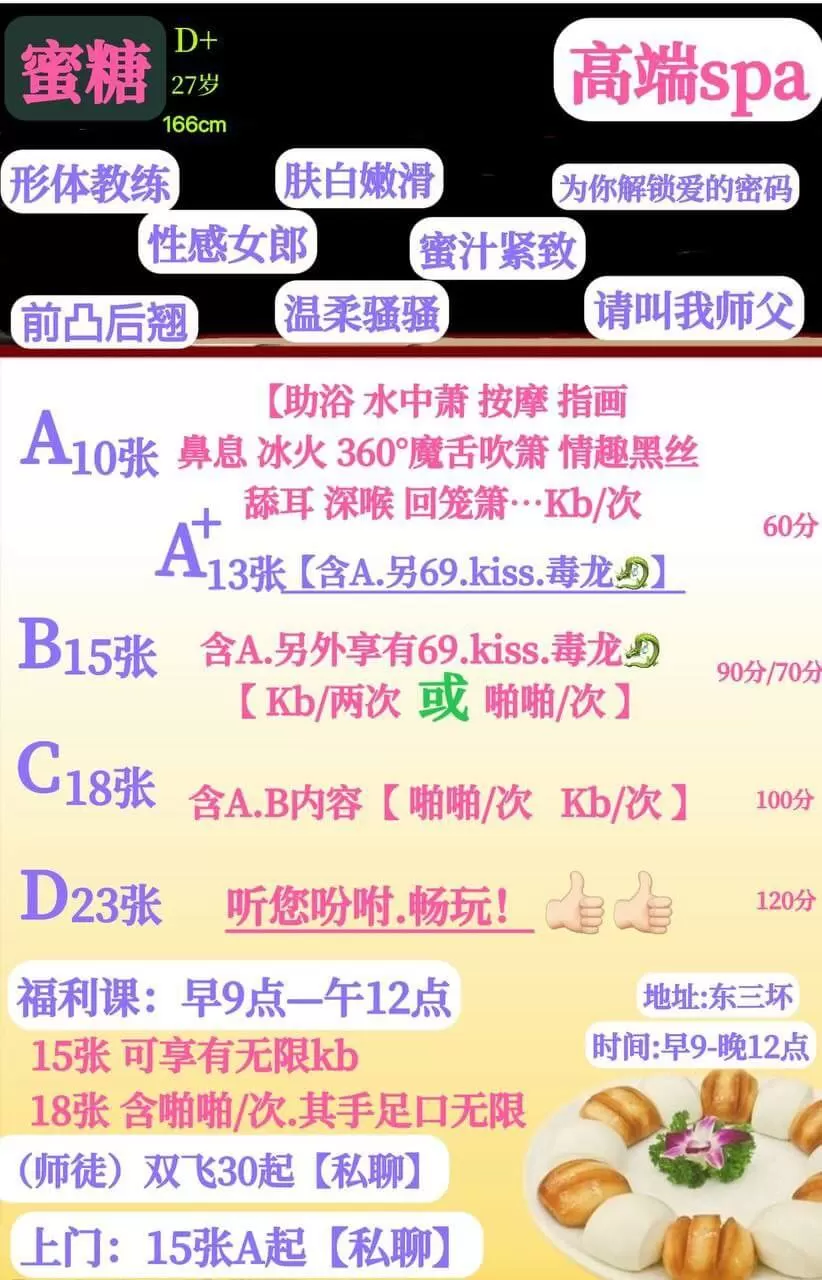 蜜糖
D+
27岁
166cm
高端spa
形体教练
肤白嫩滑
为你解锁爱的密码
性感女郎
蜜汁紧致
前凸后翘
温柔骚骚
请叫我师父
A10张
【助浴 水中萧 按摩 指画
鼻息 冰火 360°魔舌吹箫 情趣黑丝
舔耳 深喉 回笼箫…Kb/次
60分
A+13张【含A.另69.kiss.毒龙🐉】
B15张
含A.另外享有69.kiss.毒龙🐉
【 Kb/两次 或 啪啪/次 】
90分/70分
C18张
含A.B内容【 啪啪/次 Kb/次 】
100分
D23张
听您吩咐.畅玩！👍🏻👍🏻
120分
福利课：早9点—午12点
15张 可享有无限kb
18张 含啪啪/次.其手足口无限
（师徒）双飞30起【私聊】
上门：15张A起【私聊】
地址:东三坏
时间:早9-晚12点